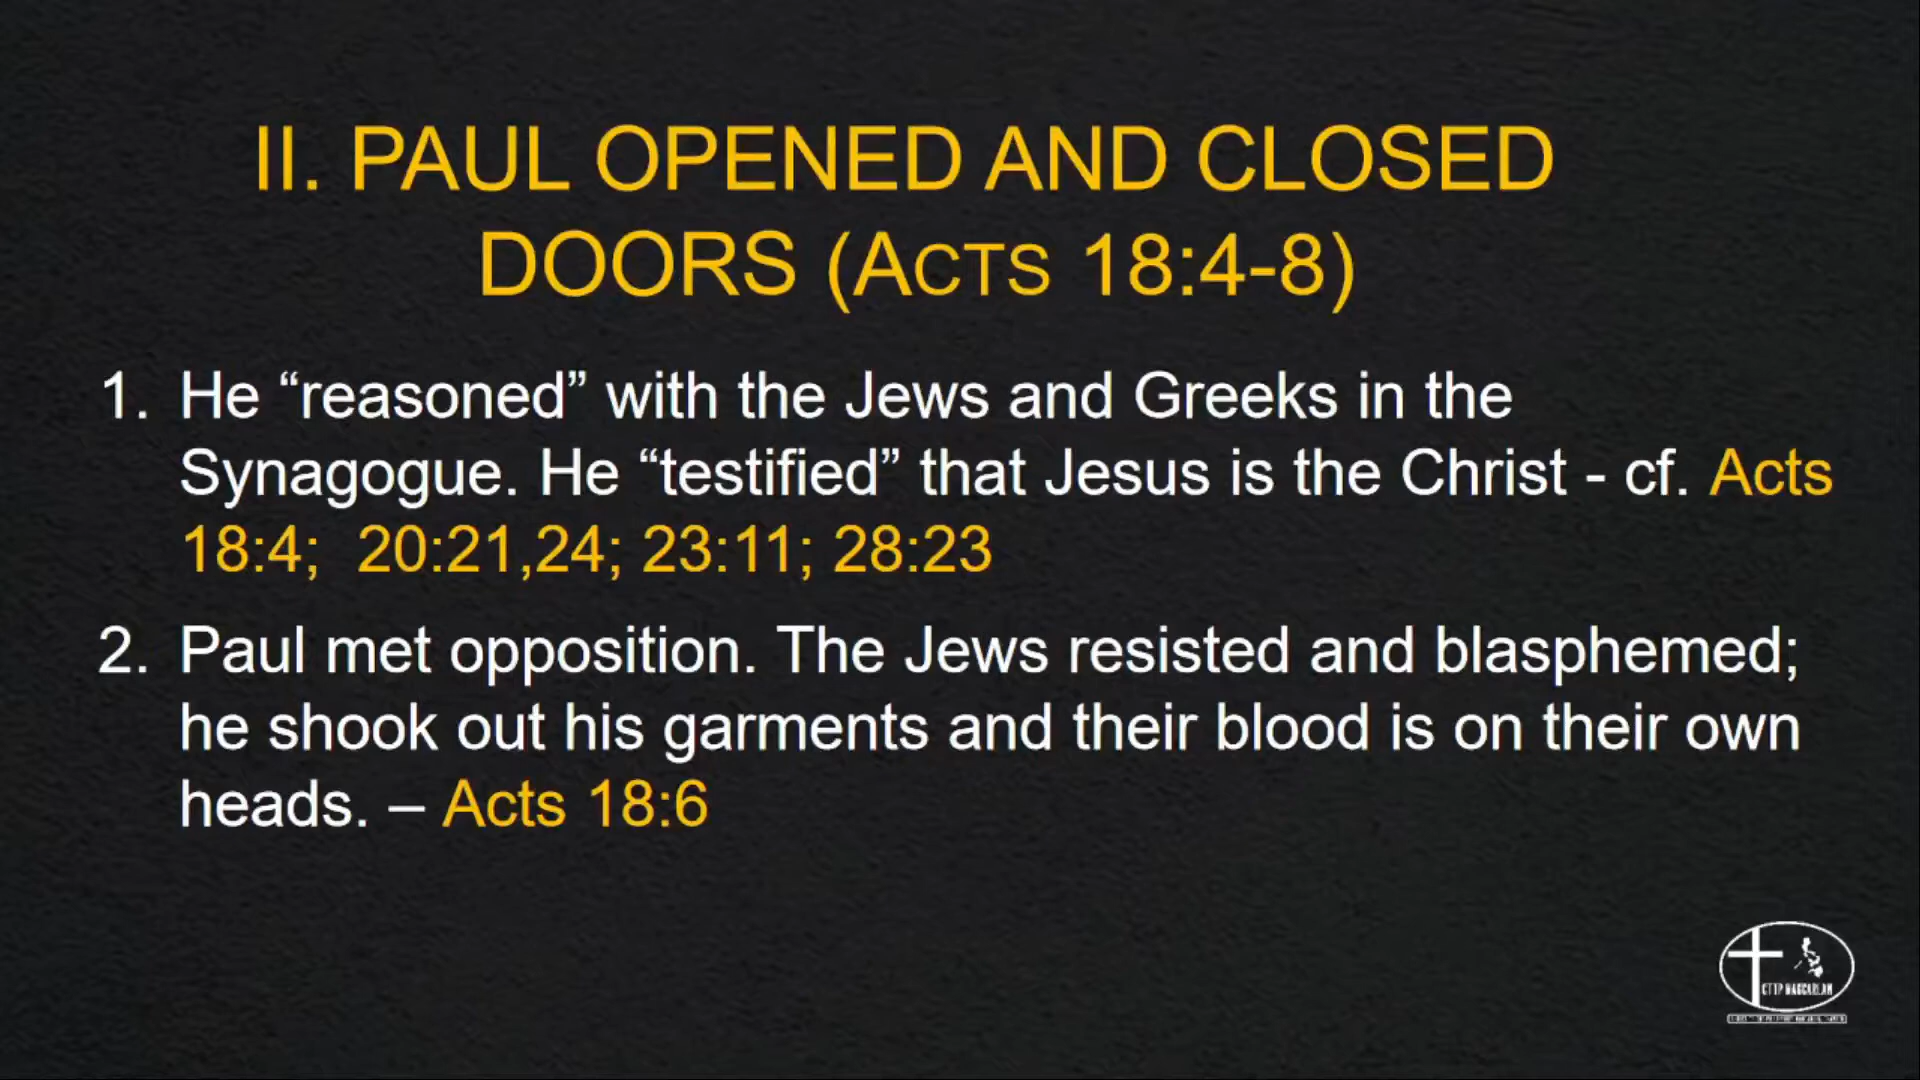 II. PAUL OPENED AND CLOSED
DOORS (ACTS 18:4-8)
1. He “reasoned” with the Jews and Greeks in the
Synagogue. He “testified” that Jesus is the Christ - cf. Acts
18:4;  20:21,24; 23:11; 28:23
2. Paul met opposition. The Jews resisted and blasphemed;
he shook out his garments and their blood is on their own
heads. – Acts 18:6